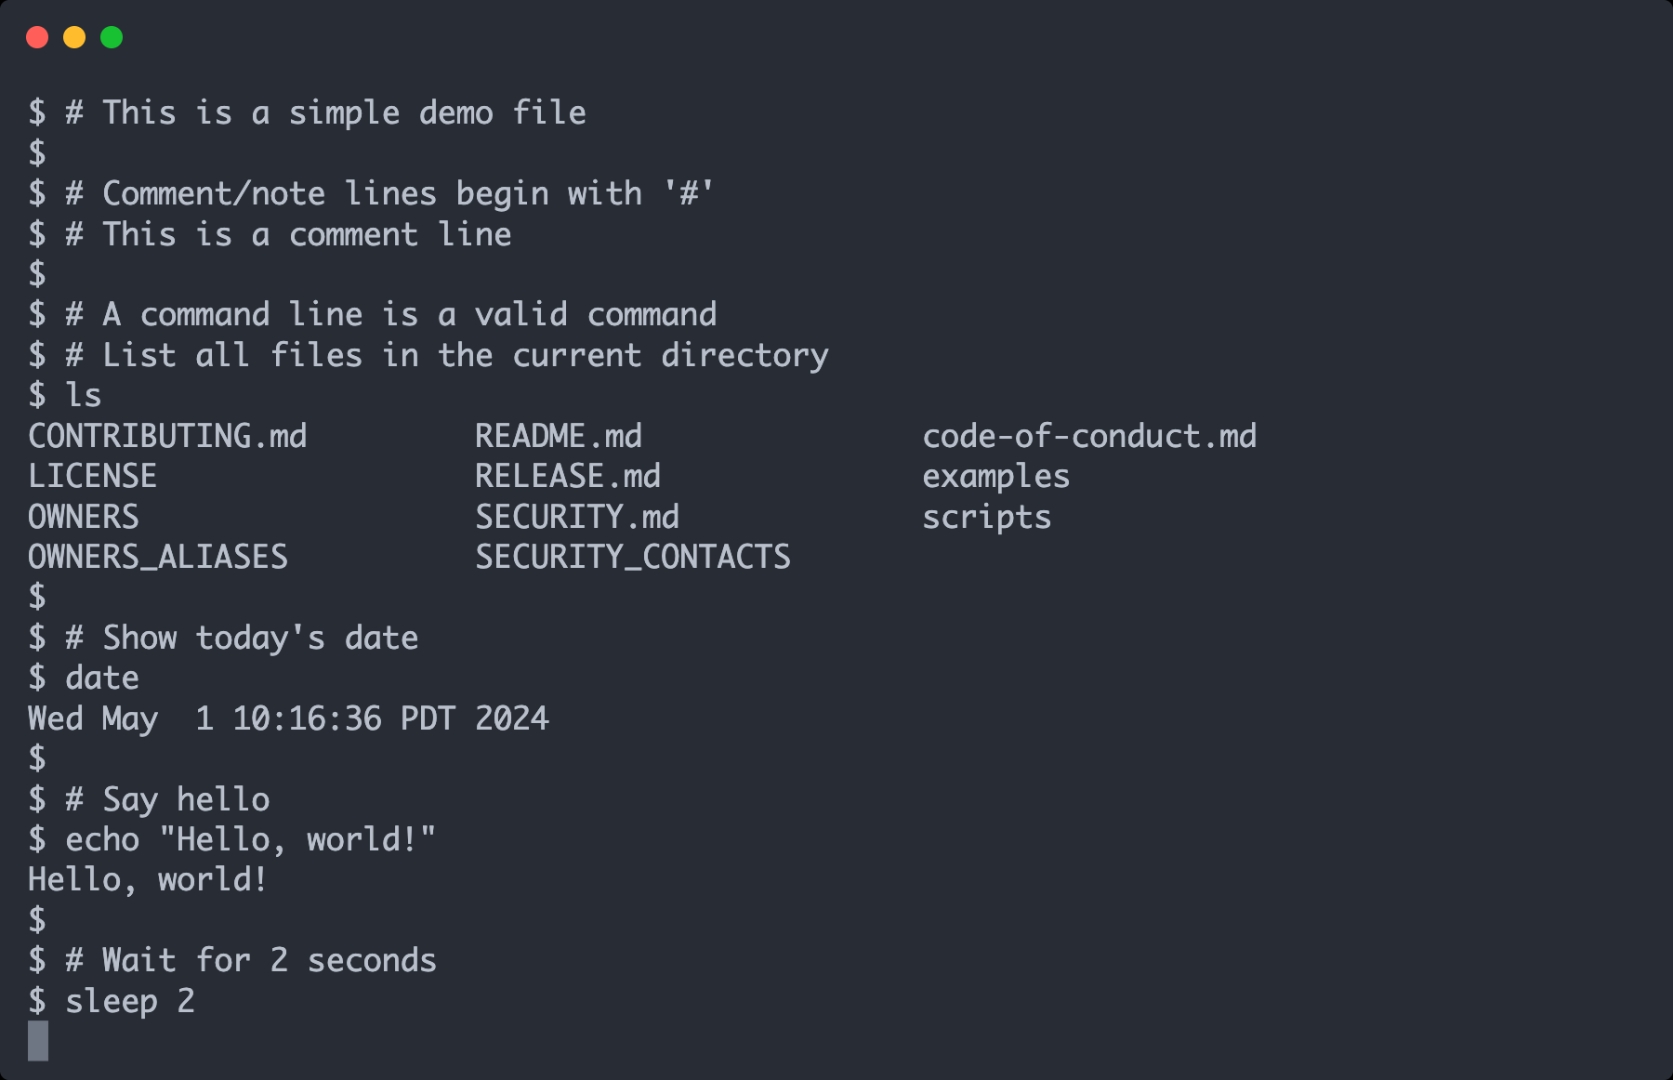 $ # This is a simple demo file
$
$ # Comment/note lines begin with '#'
$ # This is a comment line
$
$ # A command line is a valid command
$ # List all files in the current directory
$ ls
CONTRIBUTING.md         README.md               code-of-conduct.md
LICENSE                 RELEASE.md              examples
OWNERS                  SECURITY.md             scripts
OWNERS_ALIASES          SECURITY_CONTACTS
$
$ # Show today's date
$ date
Wed May  1 10:16:36 PDT 2024
$
$ # Say hello
$ echo "Hello, world!"
Hello, world!
$
$ # Wait for 2 seconds
$ sleep 2